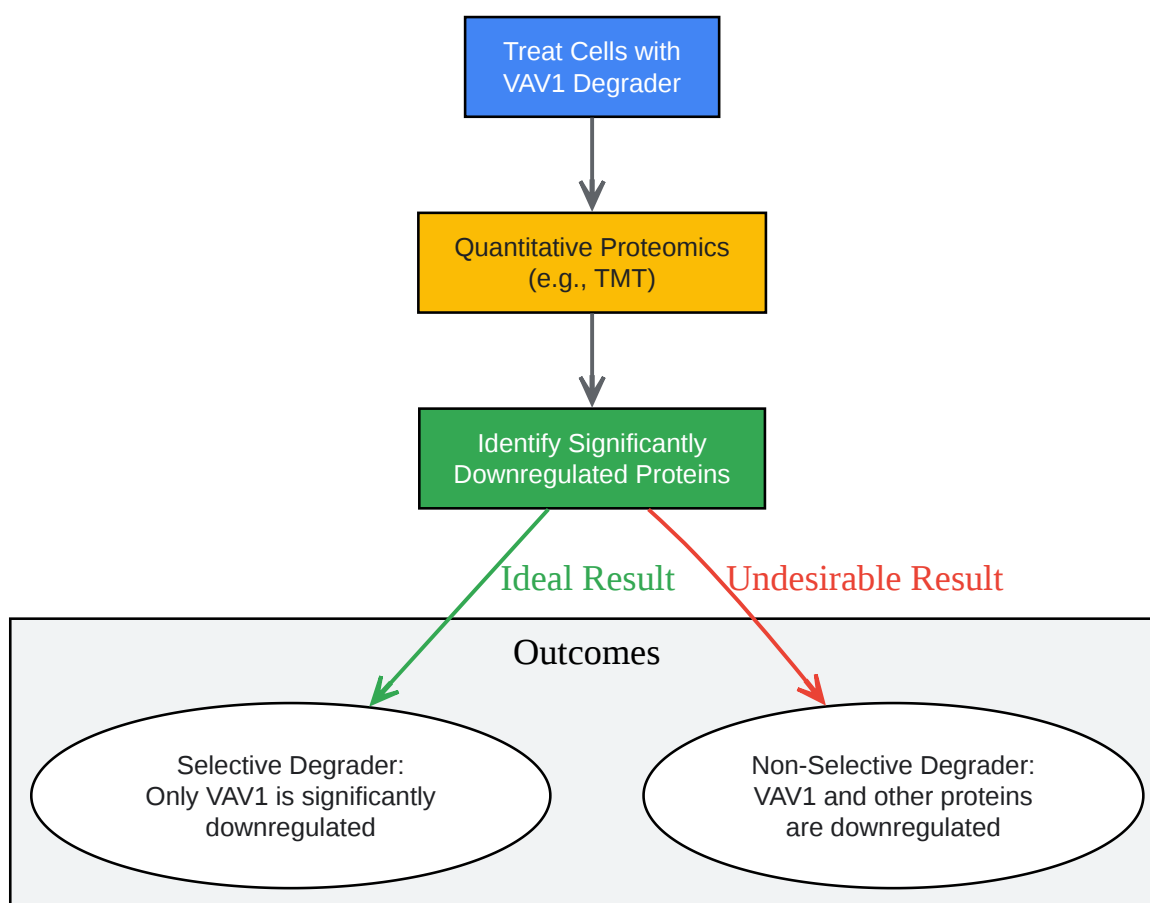 Treat Cells with
VAV1 Degrader
Quantitative Proteomics
(e.g., TMT)
Identify Significantly
Downregulated Proteins
Ideal Result
Undesirable Result
Outcomes
Selective Degrader:
Only VAV1 is significantly
downregulated
Non-Selective Degrader:
VAV1 and other proteins
are downregulated